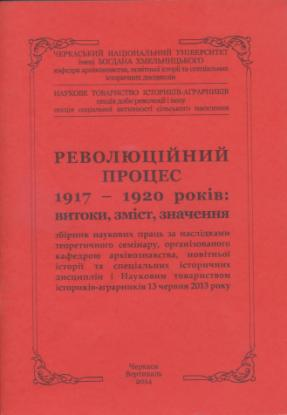 ЧЕРКАСЬКИЙ НАЦІОНАЛЬНИЙ УНІВЕРСИТЕТ
імені БОГДАНА ХМЕЛЬНИЦЬКОГО
кафедра архівознавства, новітньої історії та спеціальних
історичних дисциплін
НАУКОВЕ ТОВАРИСТВО ІСТОРИКІВ-АГРАРНИКІВ
секція доби революції і непу
секція соціальної активності сільського населення
РЕВОЛЮЦІЙНИЙ
ПРОЦЕС
1917 – 1920 років:
витоки, зміст, значення
збірник наукових праць за наслідками
теоретичного семінару, організованого
кафедрою архівознавства, новітньої
історії та спеціальних історичних
дисциплін і Науковим товариством
істориків-аграрників 13 червня 2013 року
Черкаси
Вертикаль
2014